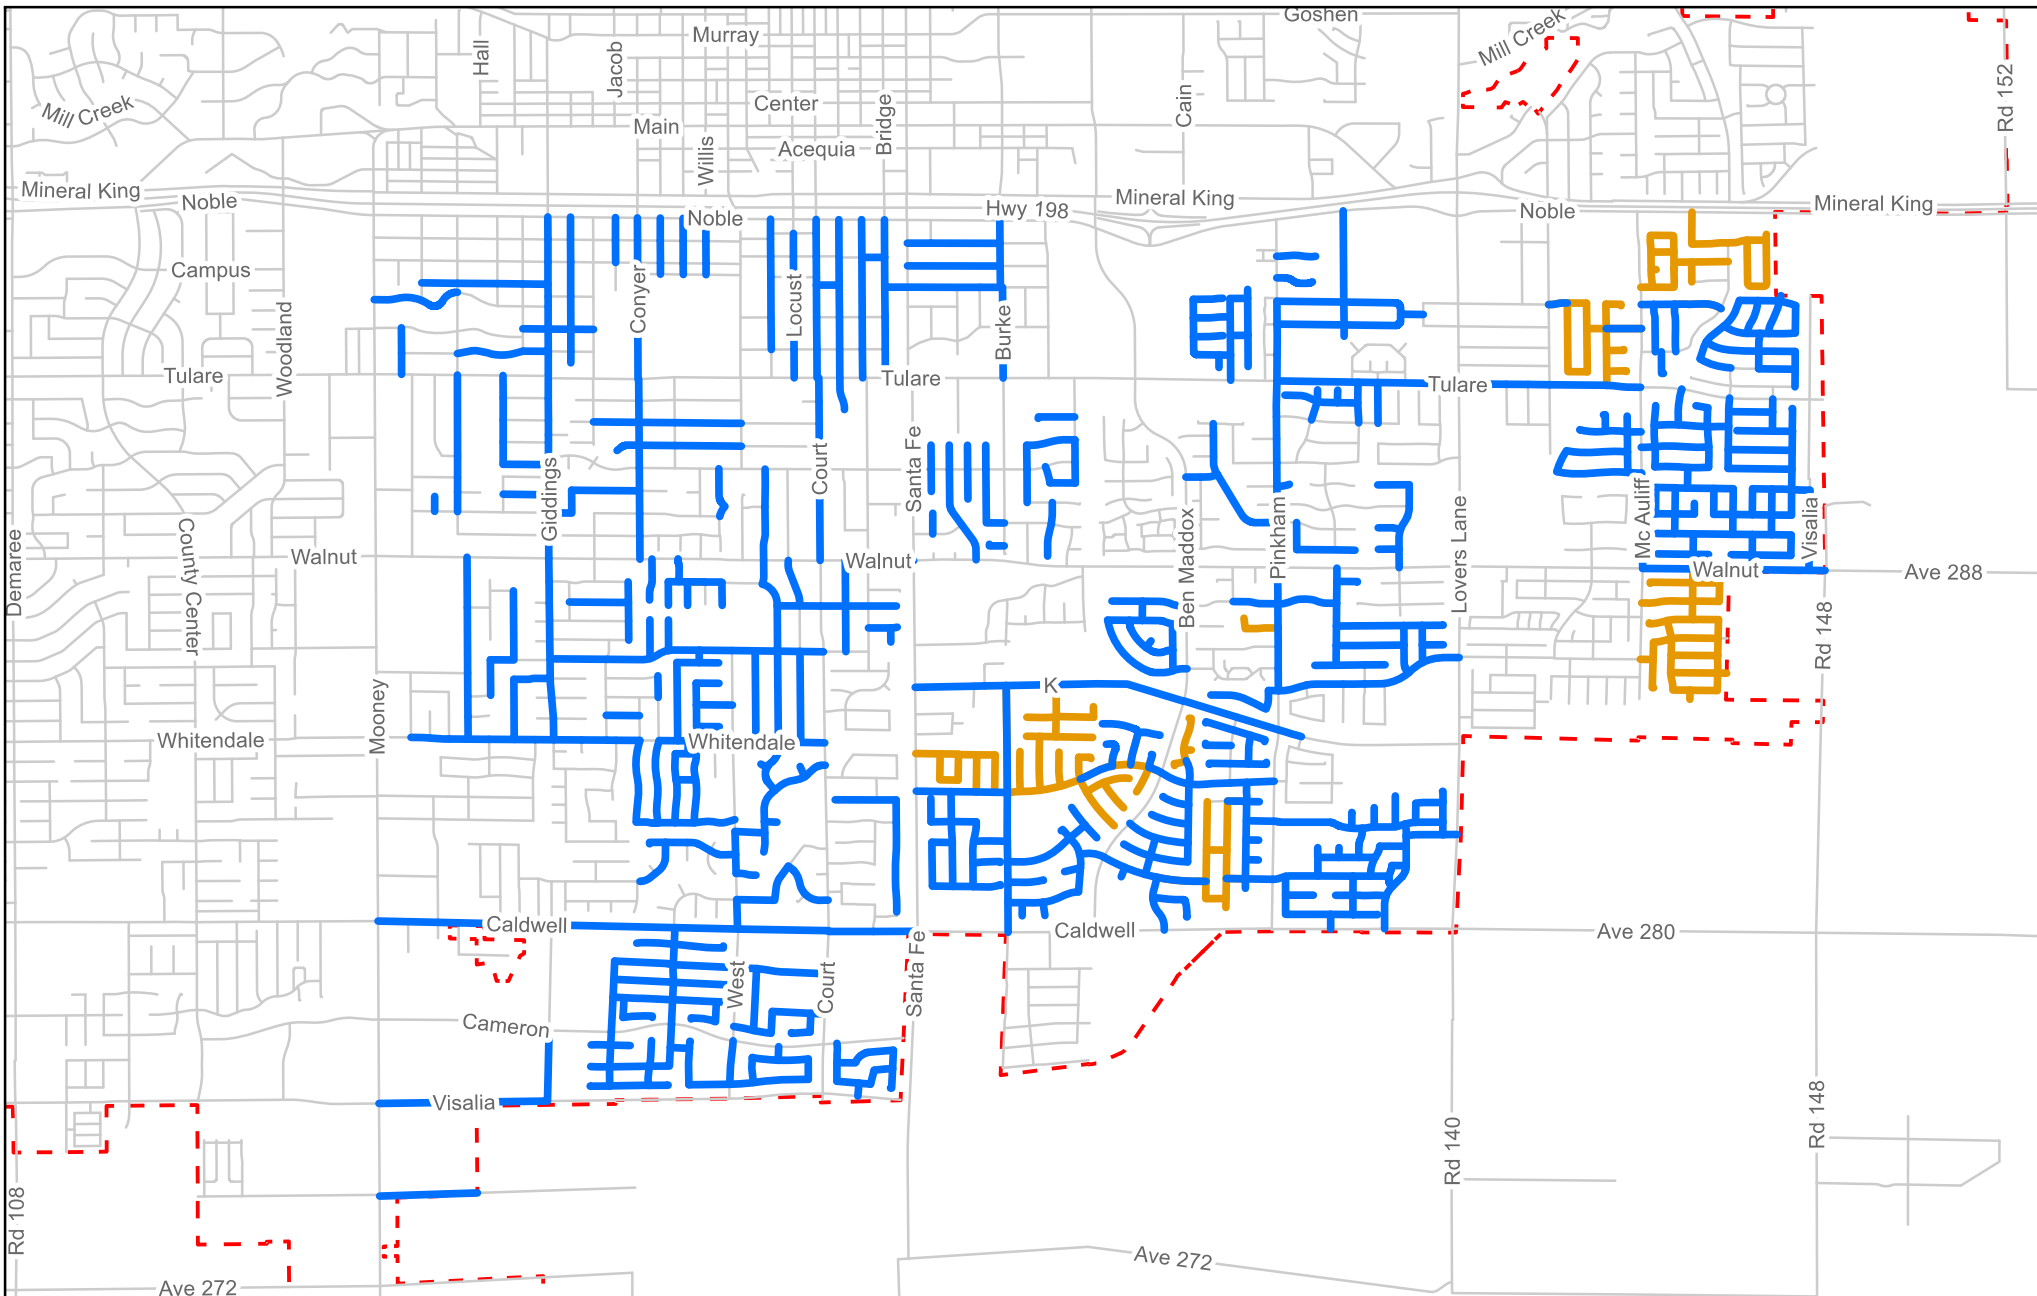 Goshen
Murray
Hall
Jacob
Mill Creek
Mill Creek
Center
Bridge
Cain
Rd 152
Main
Willis
Acequia
Mineral King
Noble
Noble
Hwy 198
Mineral King
Noble
Mineral King
Campus
Woodland
Conyer
Locust
Burke
Tulare
Tulare
Tulare
Giddings
Court
Santa Fe
Demaree
County Center
Walnut
Walnut
Ben Maddox
Pinkham
Lovers Lane
Mc Auliff
Walnut
Visalia
Ave 288
Rd 148
Mooney
K
Whitendale
Whitendale
Caldwell
Caldwell
Ave 280
West
Court
Santa Fe
Cameron
Visalia
Rd 140
Rd 148
Rd 108
Ave 272
Ave 272